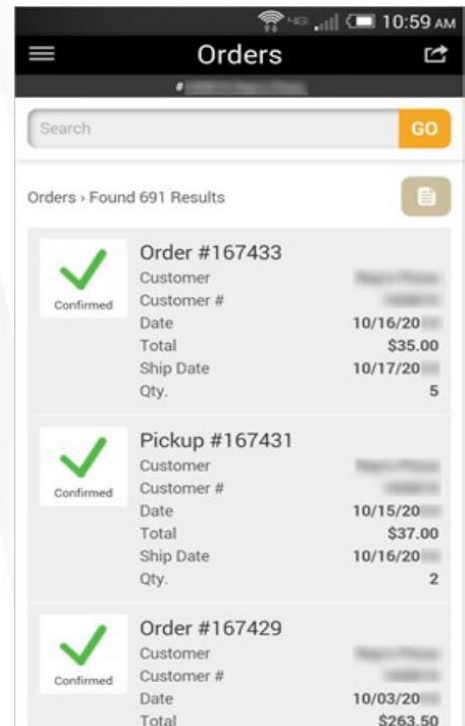 4G 10:59 AM
Orders
#
Search GO
Orders › Found 691 Results
Order #167433
Customer
Customer #
Date 10/16/20
Total $35.00
Ship Date 10/17/20
Qty. 5
Confirmed
Pickup #167431
Customer
Customer #
Date 10/15/20
Total $37.00
Ship Date 10/16/20
Qty. 2
Confirmed
Order #167429
Customer
Customer #
Date 10/03/20
Total $263.50
Confirmed